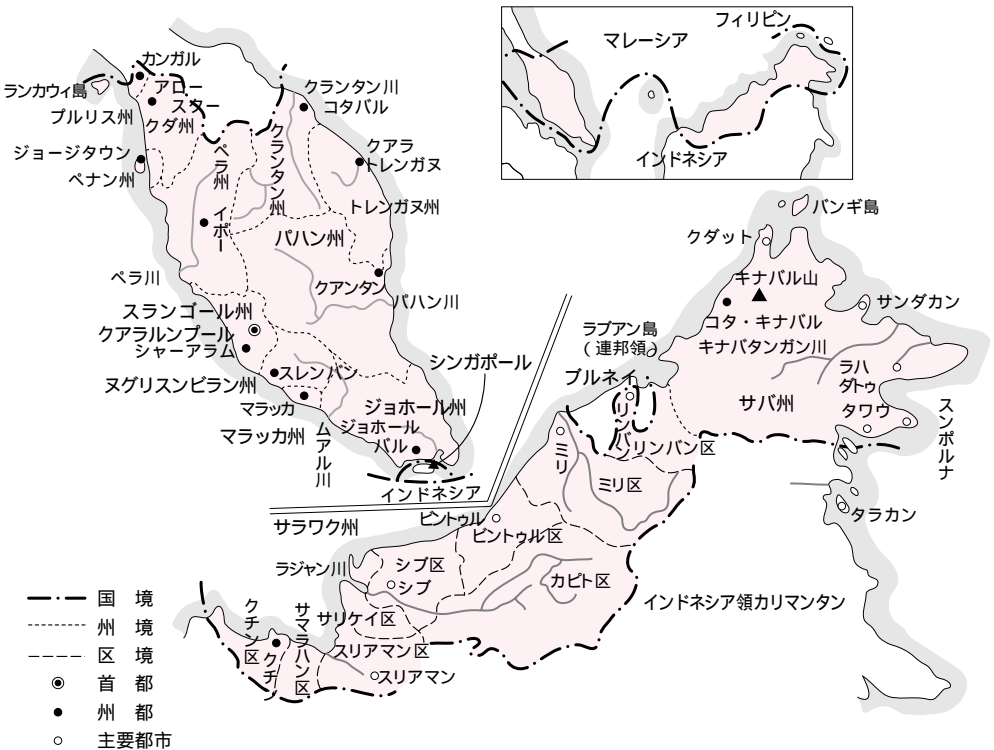 フィリピン
マレーシア
インドネシア
カンガル
ランカウィ島
アロー
スター
プルリス州
クダ州
ジョージタウン
ペナン州
ペラ州
イポー
クランタン州
クランタン川
コタバル
クアラ
トレンガヌ
トレンガヌ州
パハン州
クアンタン
パハン川
ペラ川
スランゴール州
クアラルンプール
シャーアラム
スレンバン
ヌグリスンビラン州
マラッカ
マラッカ州
ムアル川
ジョホール州
ジョホール
バル
シンガポール
インドネシア
バンギ島
クダット
キナバル山
サンダカン
コタ・キナバル
キナバタンガン川
ラハ
ダトゥ
サバ州
タワウ
スンポルナ
タラカン
ラブアン島
(連邦領)
ブルネイ
リンバン
リンバン区
ミリ
ミリ区
サラワク州
ビントゥル
ビントゥル区
ラジャン川
シブ区
シブ
カピト区
サリケイ区
スリアマン区
スリアマン
サマラハン区
クチン区
クチン
インドネシア領カリマンタン
国 境
州 境
区 境
首 都
州 都
主要都市